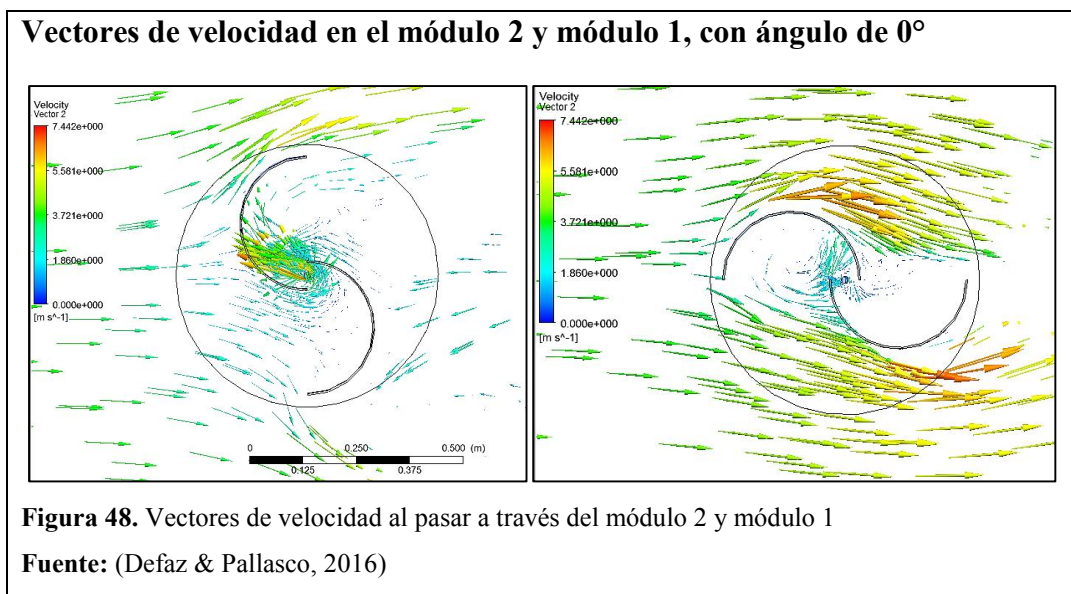 Vectores de velocidad en el módulo 2 y módulo 1, con ángulo de 0°
Velocity
Vector 2
7.442e+000
5.581e+000
3.721e+000
1.860e+000
0.000e+000
[m s^-1]
0 0.250 0.500 (m)
0.125 0.375
Velocity
Vector 2
7.442e+000
5.581e+000
3.721e+000
1.860e+000
0.000e+000
[m s^-1]
Figura 48. Vectores de velocidad al pasar a través del módulo 2 y módulo 1
Fuente: (Defaz & Pallasco, 2016)